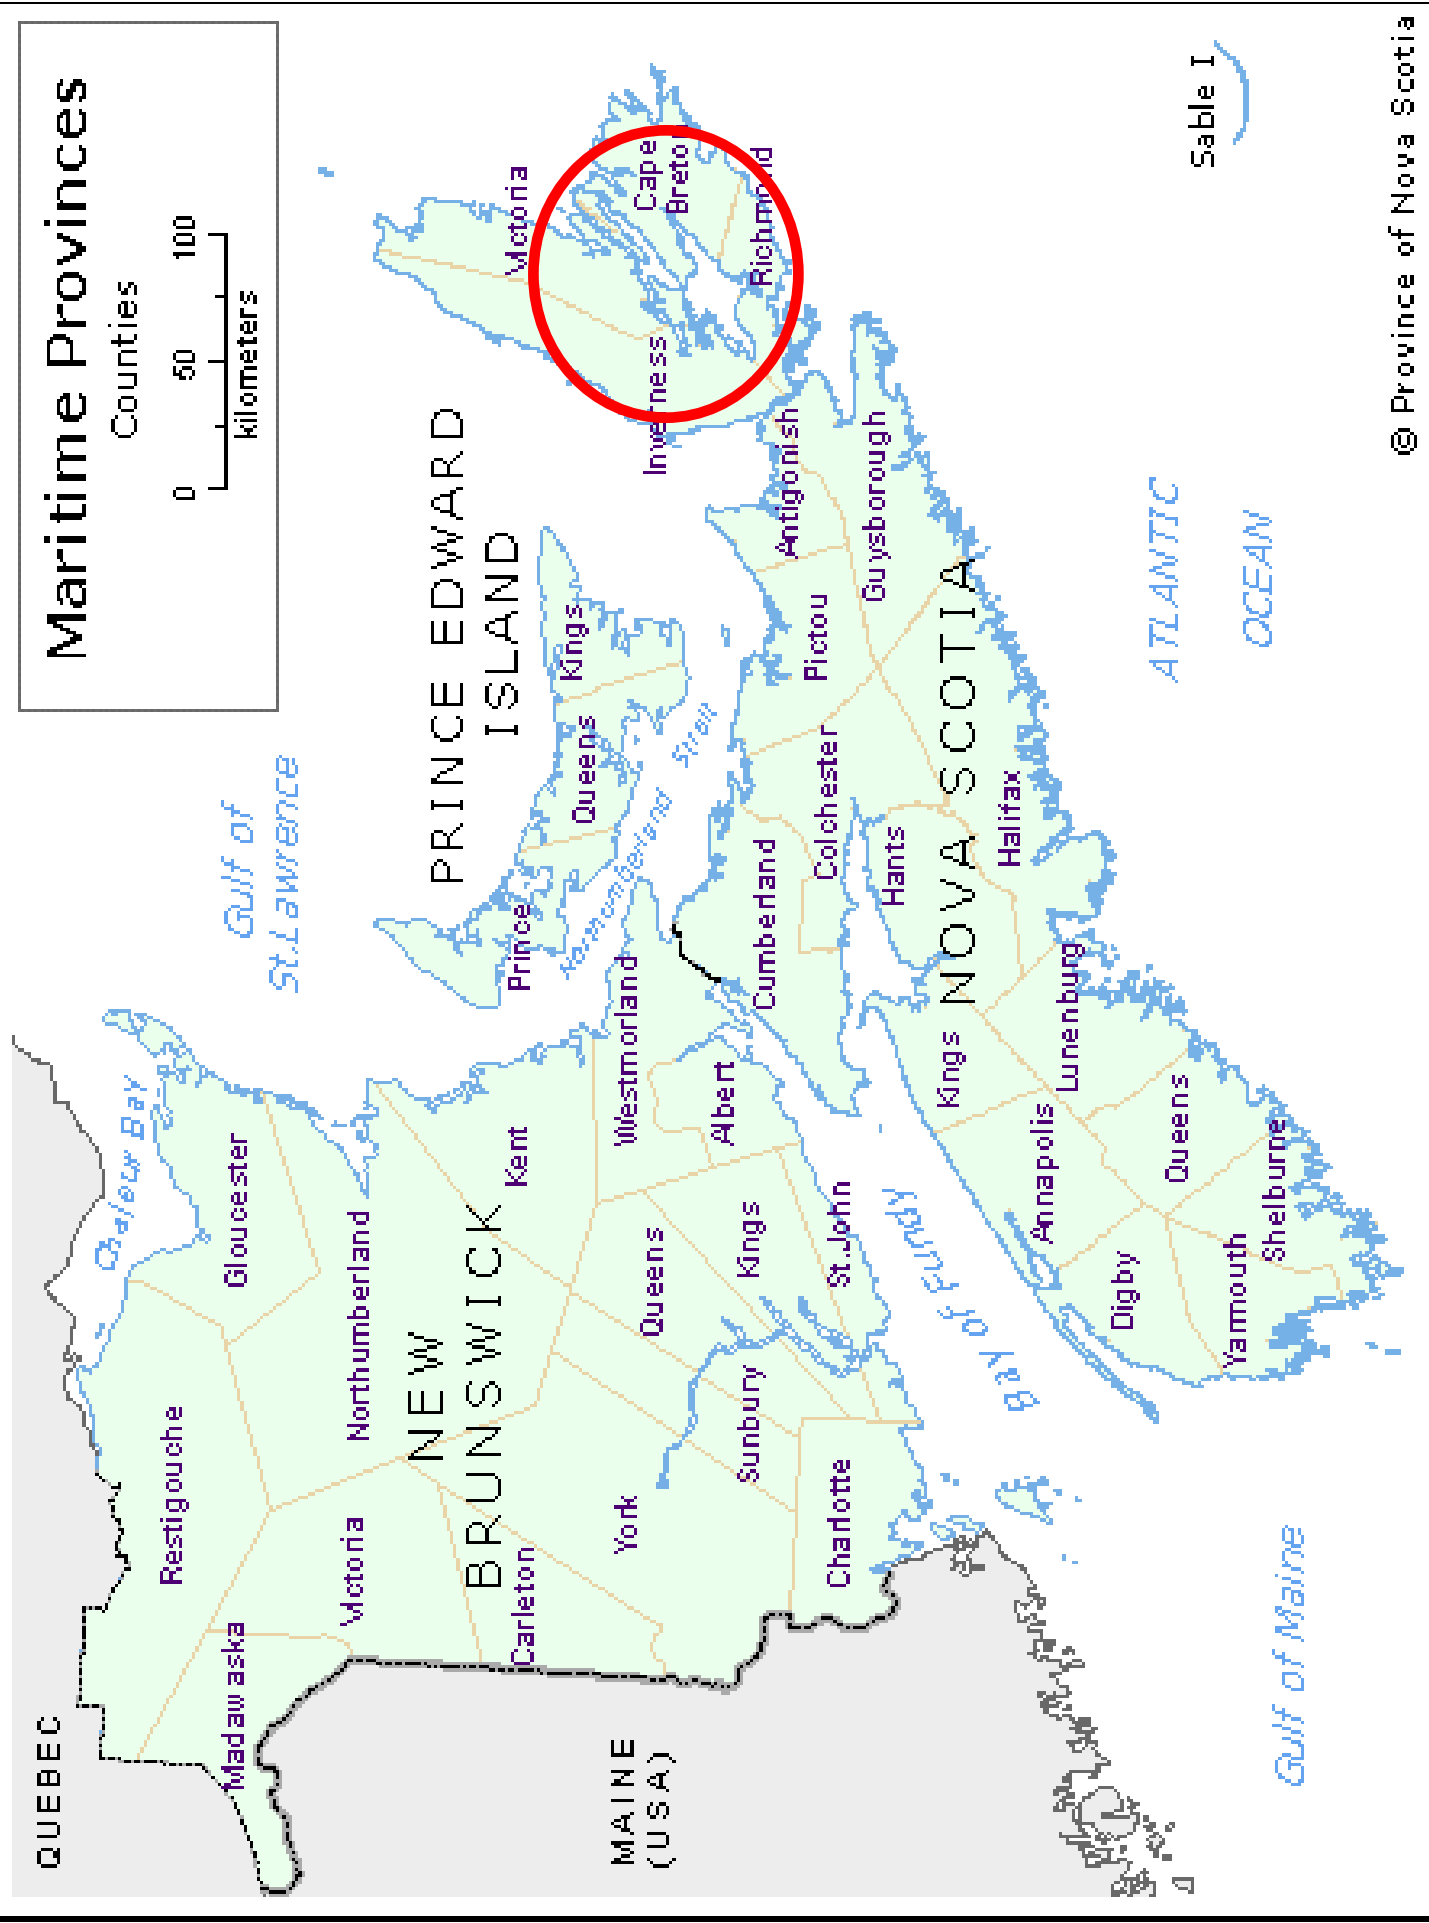 Maritime Provinces
Counties
0 50 100
kilometers
QUEBEC
MAINE
(USA)
NEW
BRUNSWICK
PRINCE EDWARD
ISLAND
NOVA SCOTIA
Gulf of
St.Lawrence
Chaleur Bay
Northumberland Strait
Bay of Fundy
Gulf of Maine
ATLANTIC
OCEAN
Sable I
Madawaska
Restigouche
Gloucester
Victoria
Northumberland
Carleton
York
Kent
Westmorland
Albert
Queens
Kings
Sunbury
St.John
Charlotte
Prince
Queens
Kings
Cumberland
Colchester
Pictou
Antigonish
Guysborough
Hants
Halifax
Kings
Lunenburg
Annapolis
Queens
Digby
Yarmouth
Shelburne
Inverness
Victoria
Cape
Breton
Richmond
© Province of Nova Scotia